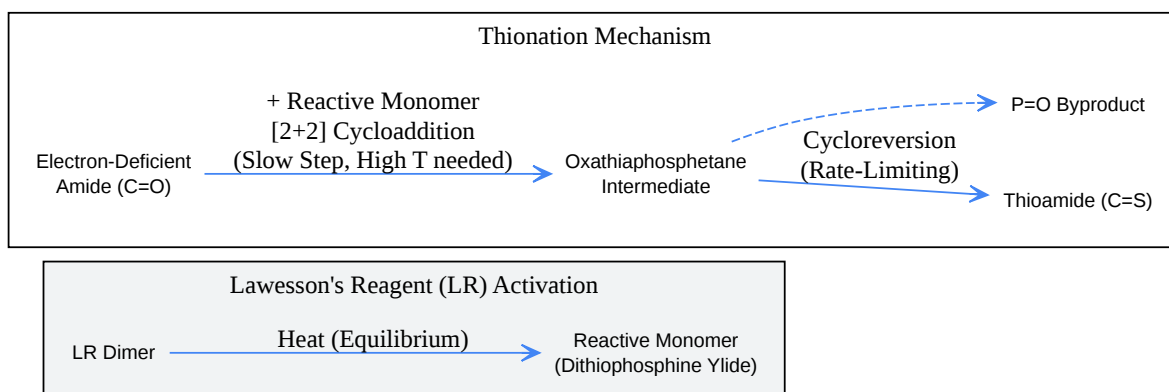 Thionation Mechanism
+ Reactive Monomer
[2+2] Cycloaddition
(Slow Step, High T needed)
Electron-Deficient
Amide (C=O)
Oxathiaphosphetane
Intermediate
Cycloreversion
(Rate-Limiting)
P=O Byproduct
Thioamide (C=S)
Lawesson's Reagent (LR) Activation
LR Dimer
Heat (Equilibrium)
Reactive Monomer
(Dithiophosphine Ylide)